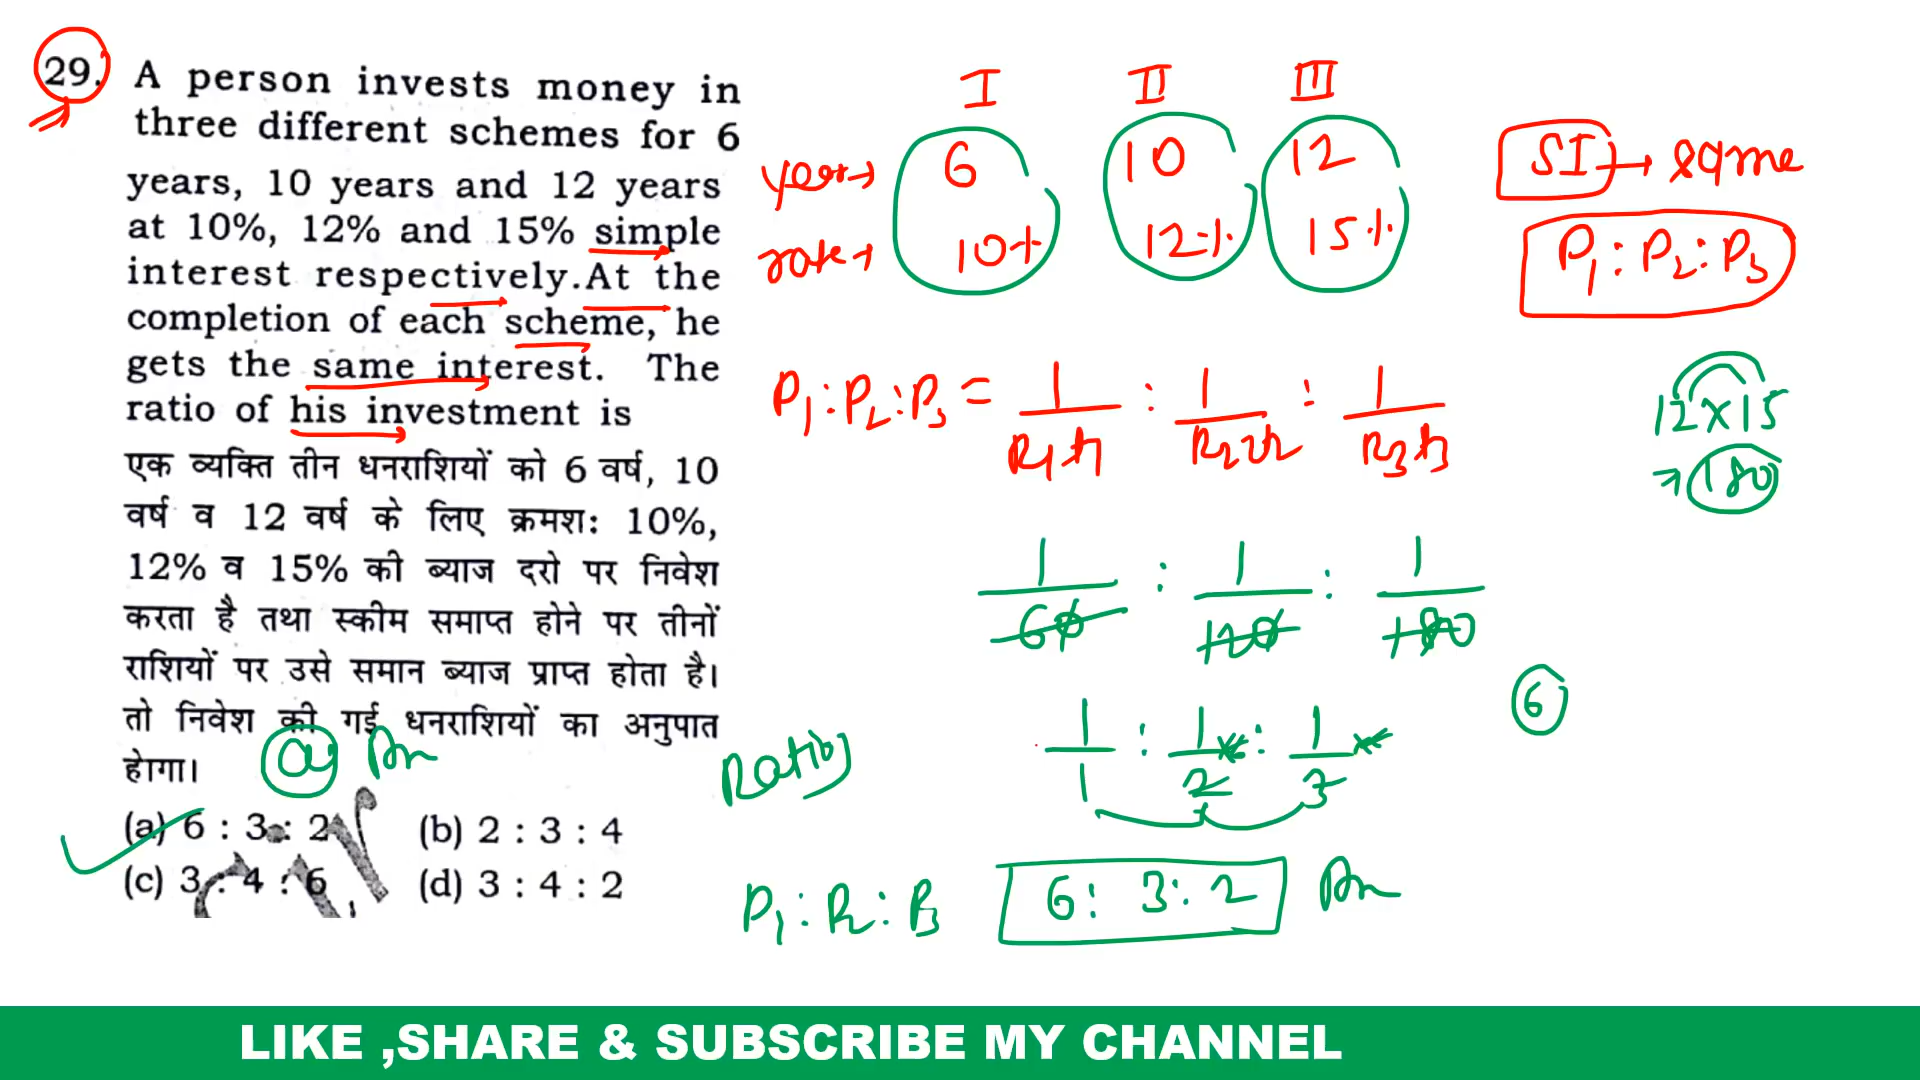 29. A person invests money in
three different schemes for 6
years, 10 years and 12 years
at 10%, 12% and 15% simple
interest respectively. At the
completion of each scheme, he
gets the same interest. The
ratio of his investment is
एक व्यक्ति तीन धनराशियों को 6 वर्ष, 10
वर्ष व 12 वर्ष के लिए क्रमश: 10%,
12% व 15% की ब्याज दरो पर निवेश
करता है तथा स्कीम समाप्त होने पर तीनों
राशियों पर उसे समान ब्याज प्राप्त होता है।
तो निवेश की गई धनराशियों का अनुपात
होगा।
(a) 6 : 3 : 2 (b) 2 : 3 : 4
(c) 3 : 4 : 6 (d) 3 : 4 : 2
I II III
year → 6 10 12
rate → 10% 12% 15%
SI → same
P1 : P2 : P3
P1 : P2 : P3 = 1/R1t1 : 1/R2t2 : 1/R3t3
12 × 15
→ 180
1/60 : 1/120 : 1/180
Ratio 1/1 : 1/2 : 1/3
6
P1 : P2 : P3 6 : 3 : 2 An
a) An
LIKE ,SHARE & SUBSCRIBE MY CHANNEL